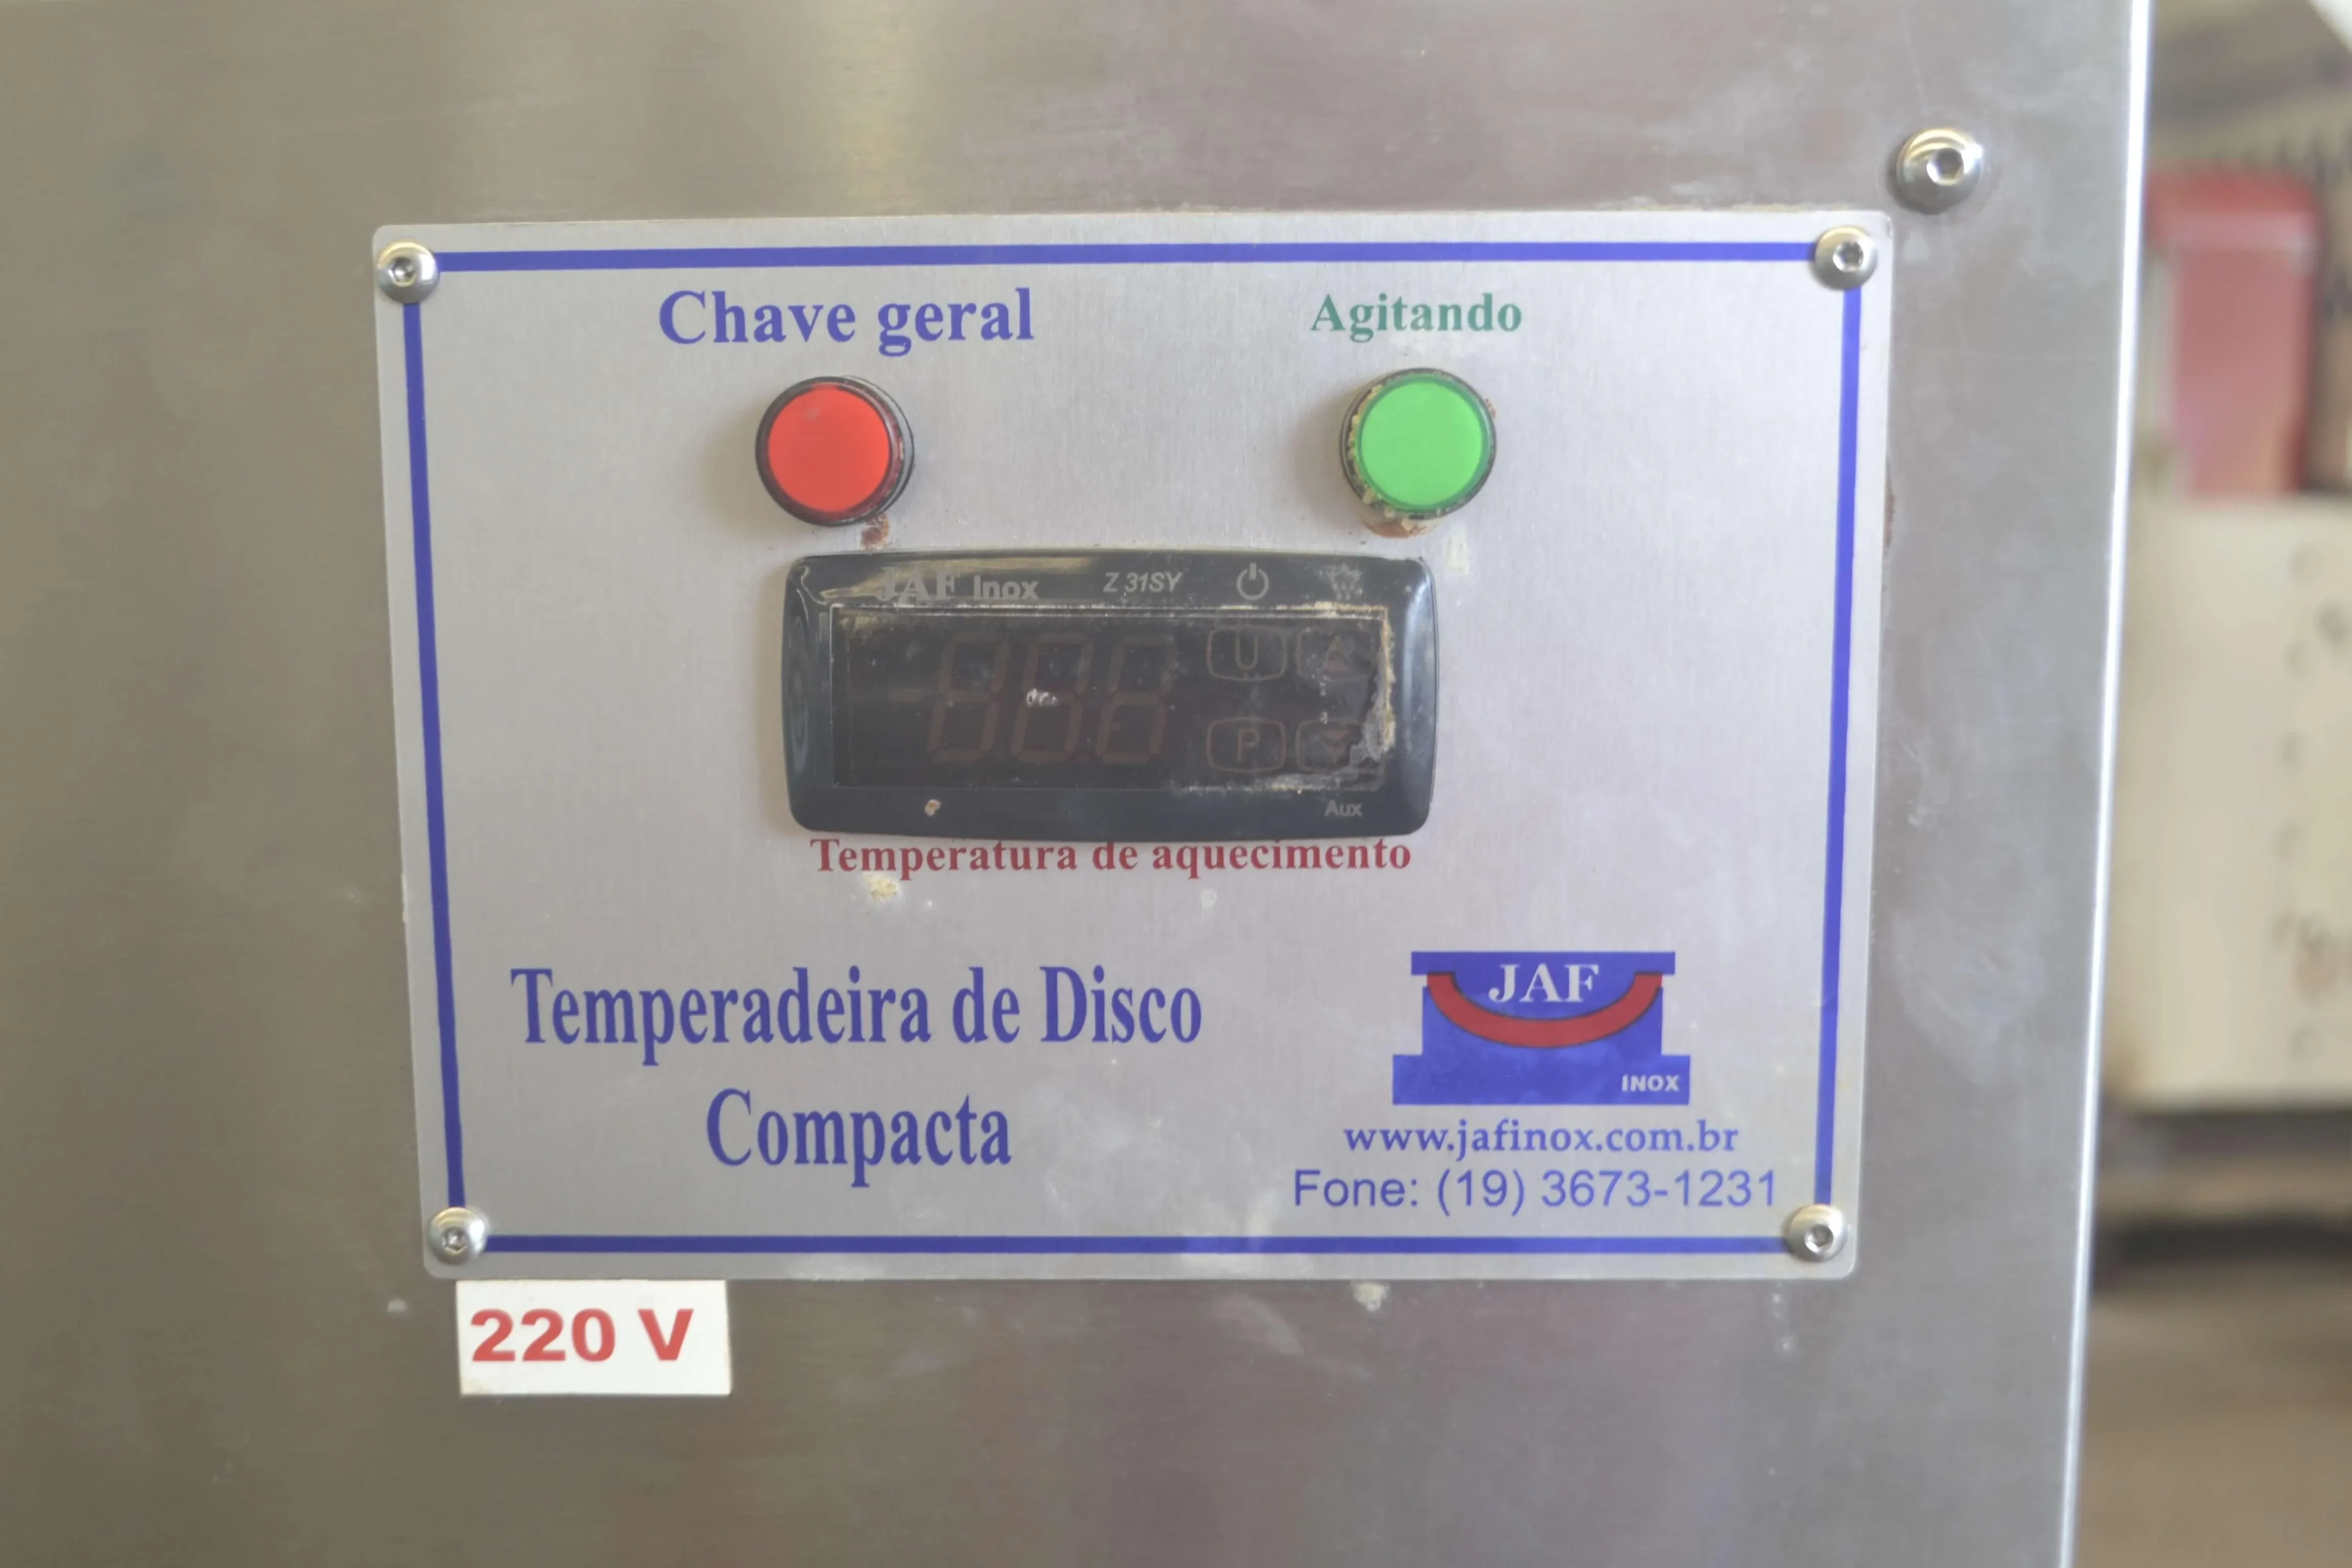 Chave geral
Agitando
JAF Inox
Z 31SY
U
P
Aux
Temperatura de aquecimento
Temperadeira de Disco
Compacta
JAF
INOX
www.jafinox.com.br
Fone: (19) 3673-1231
220 V